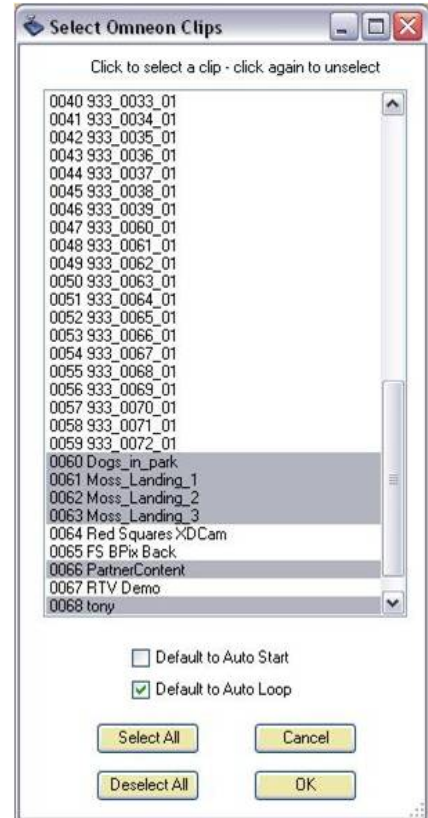 Select Omneon Clips
Click to select a clip - click again to unselect
0040 933_0033_01
0041 933_0034_01
0042 933_0035_01
0043 933_0036_01
0044 933_0037_01
0045 933_0038_01
0046 933_0039_01
0047 933_0060_01
0048 933_0061_01
0049 933_0062_01
0050 933_0063_01
0051 933_0064_01
0052 933_0065_01
0053 933_0066_01
0054 933_0067_01
0055 933_0068_01
0056 933_0069_01
0057 933_0070_01
0058 933_0071_01
0059 933_0072_01
0060 Dogs_in_park
0061 Moss_Landing_1
0062 Moss_Landing_2
0063 Moss_Landing_3
0064 Red Squares XDCam
0065 FS BPix Back
0066 PartnerContent
0067 RTV Demo
0068 tony
Default to Auto Start
Default to Auto Loop
Select All
Cancel
Deselect All
OK